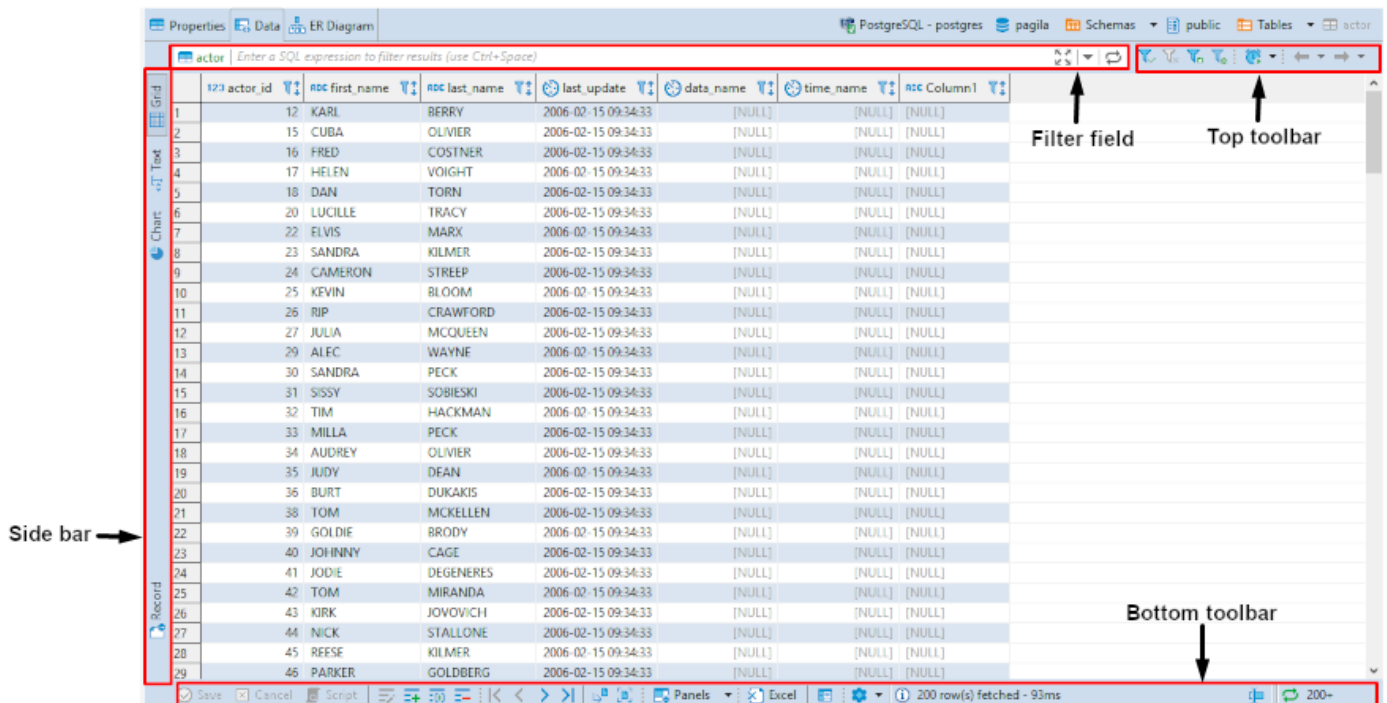 Properties Data ER Diagram PostgreSQL - postgres pagila Schemas public Tables actor
actor Enter a SQL expression to filter results (use Ctrl+Space)
Grid
Text
Chart
Record
123 actor_id ABC first_name ABC last_name last_update data_name time_name ABC Column1
1 12 KARL BERRY 2006-02-15 09:34:33 [NULL] [NULL] [NULL]
2 15 CUBA OLIVIER 2006-02-15 09:34:33 [NULL] [NULL] [NULL]
3 16 FRED COSTNER 2006-02-15 09:34:33 [NULL] [NULL] [NULL]
4 17 HELEN VOIGHT 2006-02-15 09:34:33 [NULL] [NULL] [NULL]
5 18 DAN TORN 2006-02-15 09:34:33 [NULL] [NULL] [NULL]
6 20 LUCILLE TRACY 2006-02-15 09:34:33 [NULL] [NULL] [NULL]
7 22 ELVIS MARX 2006-02-15 09:34:33 [NULL] [NULL] [NULL]
8 23 SANDRA KILMER 2006-02-15 09:34:33 [NULL] [NULL] [NULL]
9 24 CAMERON STREEP 2006-02-15 09:34:33 [NULL] [NULL] [NULL]
10 25 KEVIN BLOOM 2006-02-15 09:34:33 [NULL] [NULL] [NULL]
11 26 RIP CRAWFORD 2006-02-15 09:34:33 [NULL] [NULL] [NULL]
12 27 JULIA MCQUEEN 2006-02-15 09:34:33 [NULL] [NULL] [NULL]
13 29 ALEC WAYNE 2006-02-15 09:34:33 [NULL] [NULL] [NULL]
14 30 SANDRA PECK 2006-02-15 09:34:33 [NULL] [NULL] [NULL]
15 31 SISSY SOBIESKI 2006-02-15 09:34:33 [NULL] [NULL] [NULL]
16 32 TIM HACKMAN 2006-02-15 09:34:33 [NULL] [NULL] [NULL]
17 33 MILLA PECK 2006-02-15 09:34:33 [NULL] [NULL] [NULL]
18 34 AUDREY OLIVIER 2006-02-15 09:34:33 [NULL] [NULL] [NULL]
19 35 JUDY DEAN 2006-02-15 09:34:33 [NULL] [NULL] [NULL]
20 36 BURT DUKAKIS 2006-02-15 09:34:33 [NULL] [NULL] [NULL]
21 38 TOM MCKELLEN 2006-02-15 09:34:33 [NULL] [NULL] [NULL]
22 39 GOLDIE BRODY 2006-02-15 09:34:33 [NULL] [NULL] [NULL]
23 40 JOHNNY CAGE 2006-02-15 09:34:33 [NULL] [NULL] [NULL]
24 41 JODIE DEGENERES 2006-02-15 09:34:33 [NULL] [NULL] [NULL]
25 42 TOM MIRANDA 2006-02-15 09:34:33 [NULL] [NULL] [NULL]
26 43 KIRK JOVOVICH 2006-02-15 09:34:33 [NULL] [NULL] [NULL]
27 44 NICK STALLONE 2006-02-15 09:34:33 [NULL] [NULL] [NULL]
28 45 REESE KILMER 2006-02-15 09:34:33 [NULL] [NULL] [NULL]
29 46 PARKER GOLDBERG 2006-02-15 09:34:33 [NULL] [NULL] [NULL]
Filter field
Top toolbar
Side bar
Bottom toolbar
Save Cancel Script Panels Excel 200 row(s) fetched - 93ms 200+